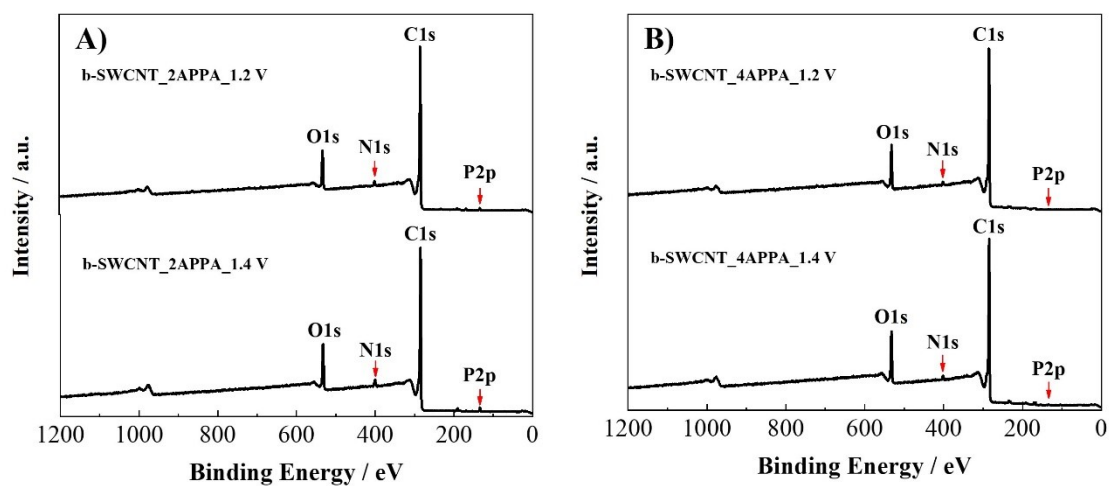 A)
C1s
b-SWCNT_2APPA_1.2 V
O1s
N1s
P2p
C1s
b-SWCNT_2APPA_1.4 V
O1s
N1s
P2p
1200 1000 800 600 400 200 0
Binding Energy / eV
Intensity / a.u.
B)
C1s
b-SWCNT_4APPA_1.2 V
O1s
N1s
P2p
C1s
b-SWCNT_4APPA_1.4 V
O1s
N1s
P2p
1200 1000 800 600 400 200 0
Binding Energy / eV
Intensity / a.u.